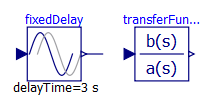 fixedDelay
transferFun...
b(s)
a(s)
delayTime=3 s